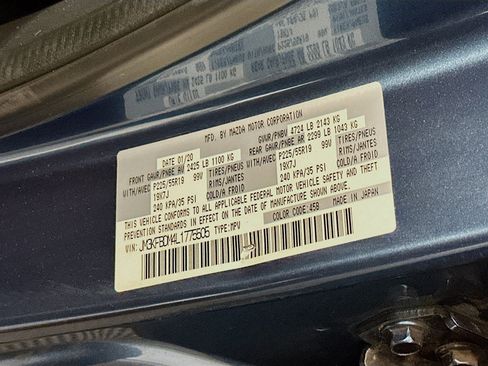 MFD. BY MAZDA MOTOR CORPORATION
DATE 01/20 GVWR/PNBV 4724 LB 2143 KG
FRONT GAWR/PNBE AV 2425 LB 1100 KG REAR GAWR/PNBE AR 2299 LB 1043 KG
WITH/AVEC P225/55R19 99V TIRES/PNEUS WITH/AVEC P225/55R19 99V TIRES/PNEUS
19X7J RIMS/JANTES 19X7J RIMS/JANTES
240 KPA/35 PSI COLD/A FROID 240 KPA/35 PSI COLD/A FROID
THIS VEHICLE CONFORMS TO ALL APPLICABLE FEDERAL MOTOR VEHICLE SAFETY AND THEFT
PREVENTION STANDARDS IN EFFECT ON THE DATE OF MANUFACTURE SHOWN ABOVE.
MADE IN JAPAN
COLOR CODE: 45B
VIN: TYPE: MPV